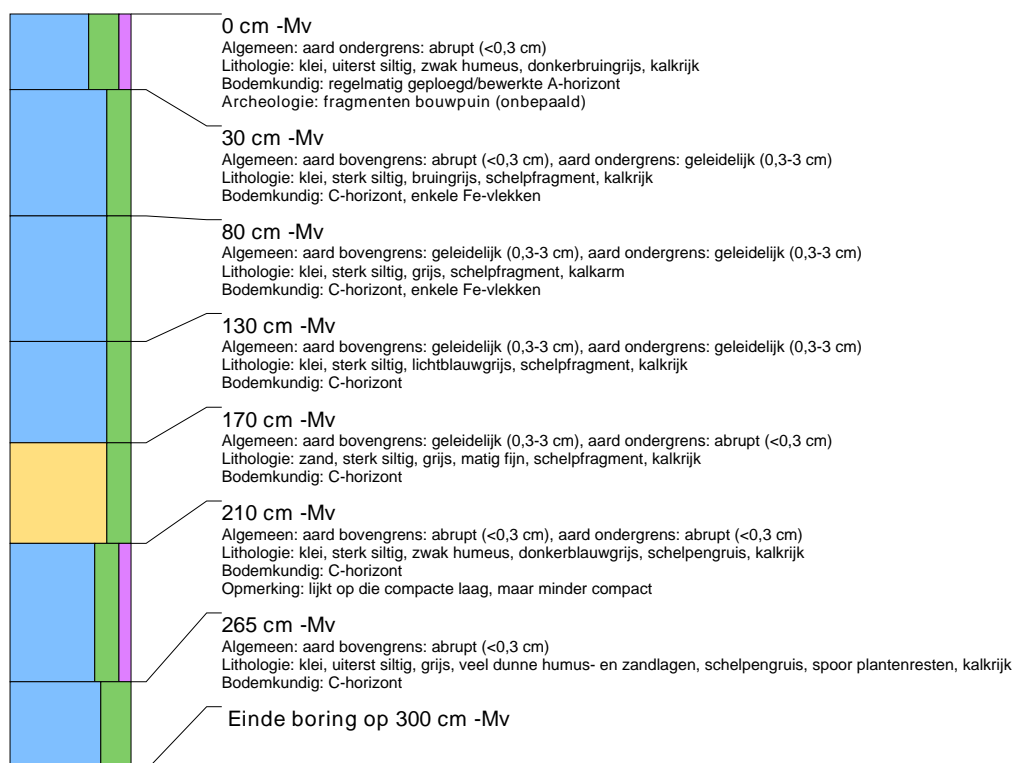 0 cm -Mv
Algemeen: aard ondergrens: abrupt (<0,3 cm)
Lithologie: klei, uiterst siltig, zwak humeus, donkerbruingrijs, kalkrijk
Bodemkundig: regelmatig geploegd/bewerkte A-horizont
Archeologie: fragmenten bouwpuin (onbepaald)
30 cm -Mv
Algemeen: aard bovengrens: abrupt (<0,3 cm), aard ondergrens: geleidelijk (0,3-3 cm)
Lithologie: klei, sterk siltig, bruingrijs, schelpfragment, kalkrijk
Bodemkundig: C-horizont, enkele Fe-vlekken
80 cm -Mv
Algemeen: aard bovengrens: geleidelijk (0,3-3 cm), aard ondergrens: geleidelijk (0,3-3 cm)
Lithologie: klei, sterk siltig, grijs, schelpfragment, kalkarm
Bodemkundig: C-horizont, enkele Fe-vlekken
130 cm -Mv
Algemeen: aard bovengrens: geleidelijk (0,3-3 cm), aard ondergrens: geleidelijk (0,3-3 cm)
Lithologie: klei, sterk siltig, lichtblauwgrijs, schelpfragment, kalkrijk
Bodemkundig: C-horizont
170 cm -Mv
Algemeen: aard bovengrens: geleidelijk (0,3-3 cm), aard ondergrens: abrupt (<0,3 cm)
Lithologie: zand, sterk siltig, grijs, matig fijn, schelpfragment, kalkrijk
Bodemkundig: C-horizont
210 cm -Mv
Algemeen: aard bovengrens: abrupt (<0,3 cm), aard ondergrens: abrupt (<0,3 cm)
Lithologie: klei, sterk siltig, zwak humeus, donkerblauwgrijs, schelpengruis, kalkrijk
Bodemkundig: C-horizont
Opmerking: lijkt op die compacte laag, maar minder compact
265 cm -Mv
Algemeen: aard bovengrens: abrupt (<0,3 cm)
Lithologie: klei, uiterst siltig, grijs, veel dunne humus- en zandlagen, schelpengruis, spoor plantenresten, kalkrijk
Bodemkundig: C-horizont
Einde boring op 300 cm -Mv